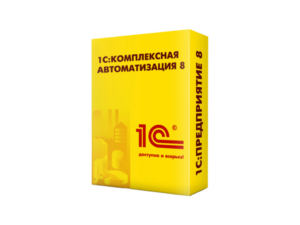 1С:КОМПЛЕКСНАЯ
АВТОМАТИЗАЦИЯ 8
1С®
доступно и всерьез!
1С:ПРЕДПРИЯТИЕ 8